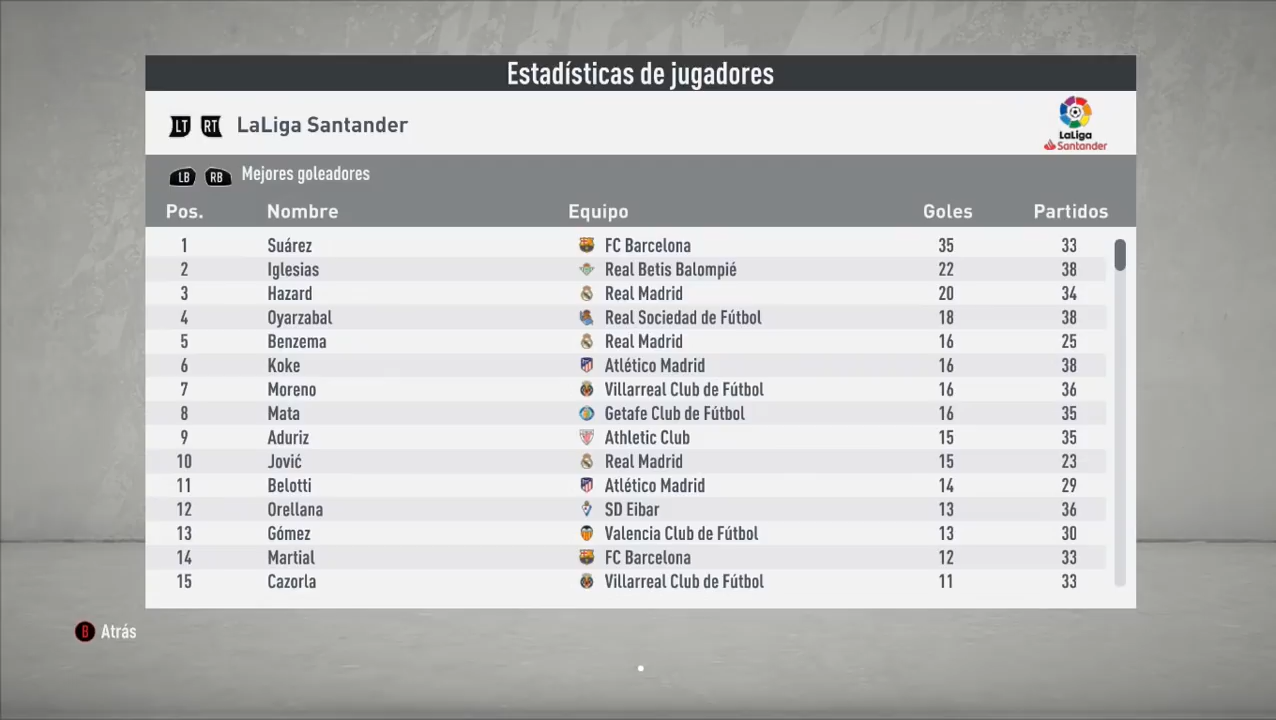 Estadísticas de jugadores
LT RT LaLiga Santander
LaLiga
Santander
LB RB Mejores goleadores
Pos. Nombre Equipo Goles Partidos
1 Suárez FC Barcelona 35 33
2 Iglesias Real Betis Balompié 22 38
3 Hazard Real Madrid 20 34
4 Oyarzabal Real Sociedad de Fútbol 18 38
5 Benzema Real Madrid 16 25
6 Koke Atlético Madrid 16 38
7 Moreno Villarreal Club de Fútbol 16 36
8 Mata Getafe Club de Fútbol 16 35
9 Aduriz Athletic Club 15 35
10 Jović Real Madrid 15 23
11 Belotti Atlético Madrid 14 29
12 Orellana SD Eibar 13 36
13 Gómez Valencia Club de Fútbol 13 30
14 Martial FC Barcelona 12 33
15 Cazorla Villarreal Club de Fútbol 11 33
B Atrás